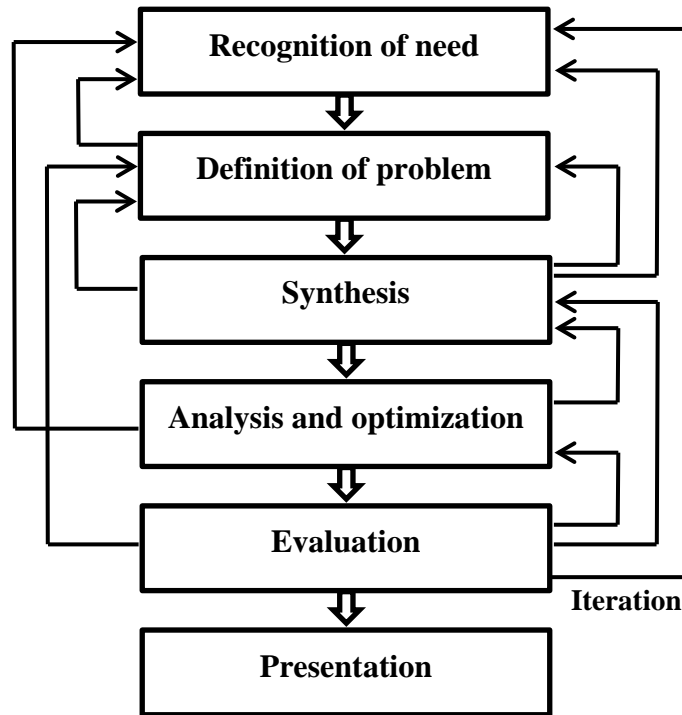 Recognition of need
Definition of problem
Synthesis
Analysis and optimization
Evaluation
Iteration
Presentation